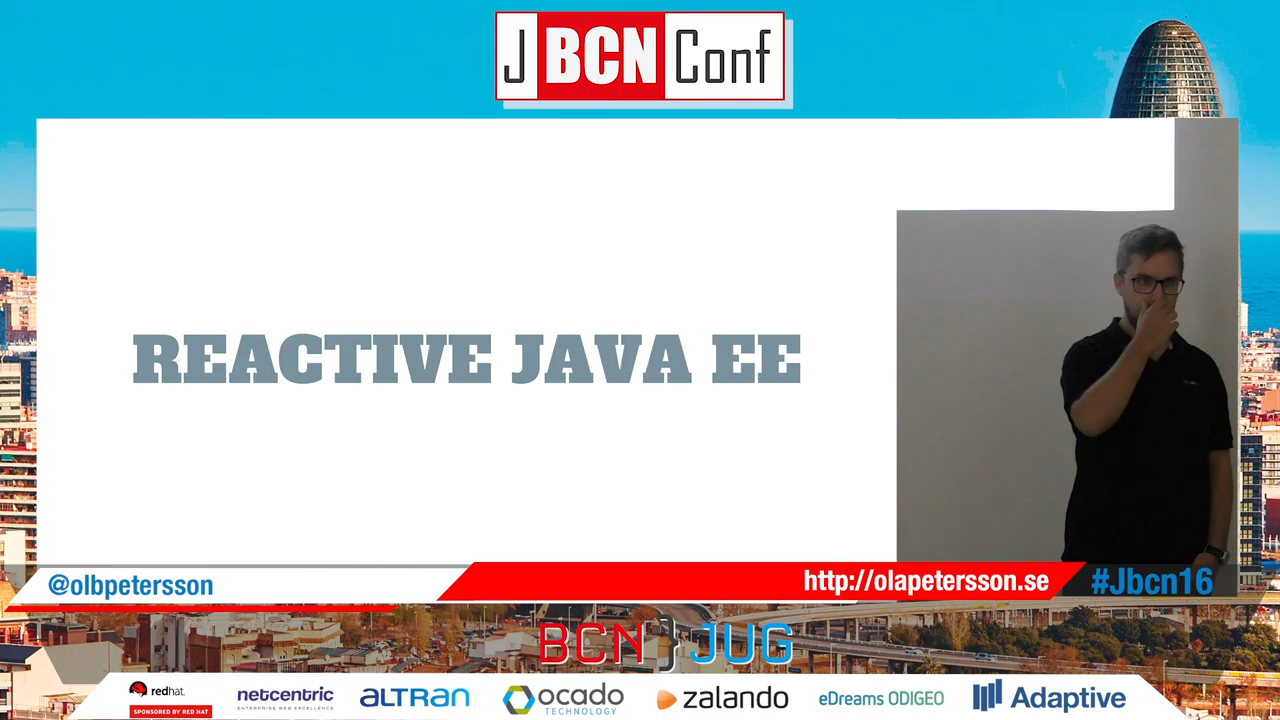 J BCN Conf
REACTIVE JAVA EE
@olbpetersson
http://olapetersson.se
#Jbcn16
BCN JUG
redhat.
SPONSORED BY RED HAT
netcentric
ENTERPRISE WEB EXCELLENCE
ALTRAN
ocado
TECHNOLOGY
zalando
eDreams ODIGEO
Adaptive